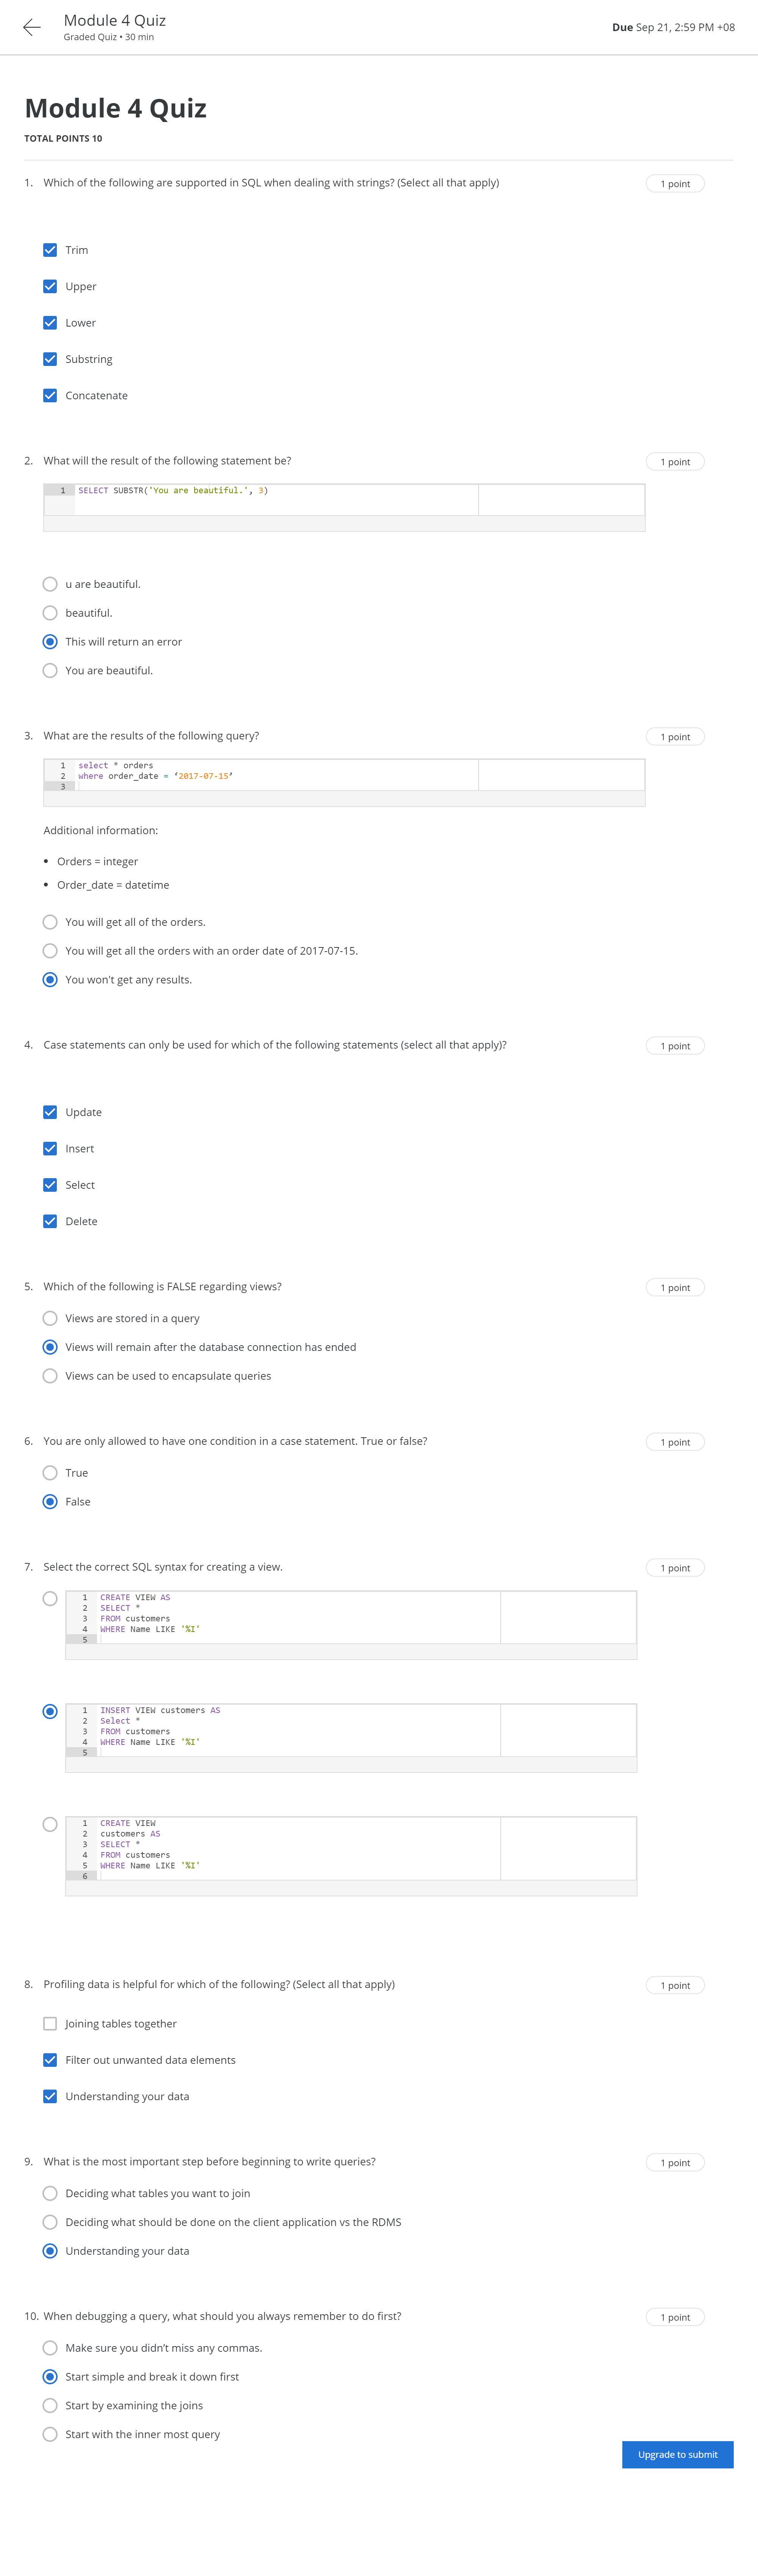 Module 4 Quiz
Graded Quiz • 30 min
Due Sep 21, 2:59 PM +08
Module 4 Quiz
TOTAL POINTS 10
1. Which of the following are supported in SQL when dealing with strings? (Select all that apply)
1 point
Trim
Upper
Lower
Substring
Concatenate
2. What will the result of the following statement be?
1 point
1 SELECT SUBSTR('You are beautiful.', 3)
u are beautiful.
beautiful.
This will return an error
You are beautiful.
3. What are the results of the following query?
1 point
1 select * orders
2 where order_date = ‘2017-07-15’
3
Additional information:
• Orders = integer
• Order_date = datetime
You will get all of the orders.
You will get all the orders with an order date of 2017-07-15.
You won't get any results.
4. Case statements can only be used for which of the following statements (select all that apply)?
1 point
Update
Insert
Select
Delete
5. Which of the following is FALSE regarding views?
1 point
Views are stored in a query
Views will remain after the database connection has ended
Views can be used to encapsulate queries
6. You are only allowed to have one condition in a case statement. True or false?
1 point
True
False
7. Select the correct SQL syntax for creating a view.
1 point
1 CREATE VIEW AS
2 SELECT *
3 FROM customers
4 WHERE Name LIKE '%I'
5
1 INSERT VIEW customers AS
2 Select *
3 FROM customers
4 WHERE Name LIKE '%I'
5
1 CREATE VIEW
2 customers AS
3 SELECT *
4 FROM customers
5 WHERE Name LIKE '%I'
6
8. Profiling data is helpful for which of the following? (Select all that apply)
1 point
Joining tables together
Filter out unwanted data elements
Understanding your data
9. What is the most important step before beginning to write queries?
1 point
Deciding what tables you want to join
Deciding what should be done on the client application vs the RDMS
Understanding your data
10. When debugging a query, what should you always remember to do first?
1 point
Make sure you didn’t miss any commas.
Start simple and break it down first
Start by examining the joins
Start with the inner most query
Upgrade to submit